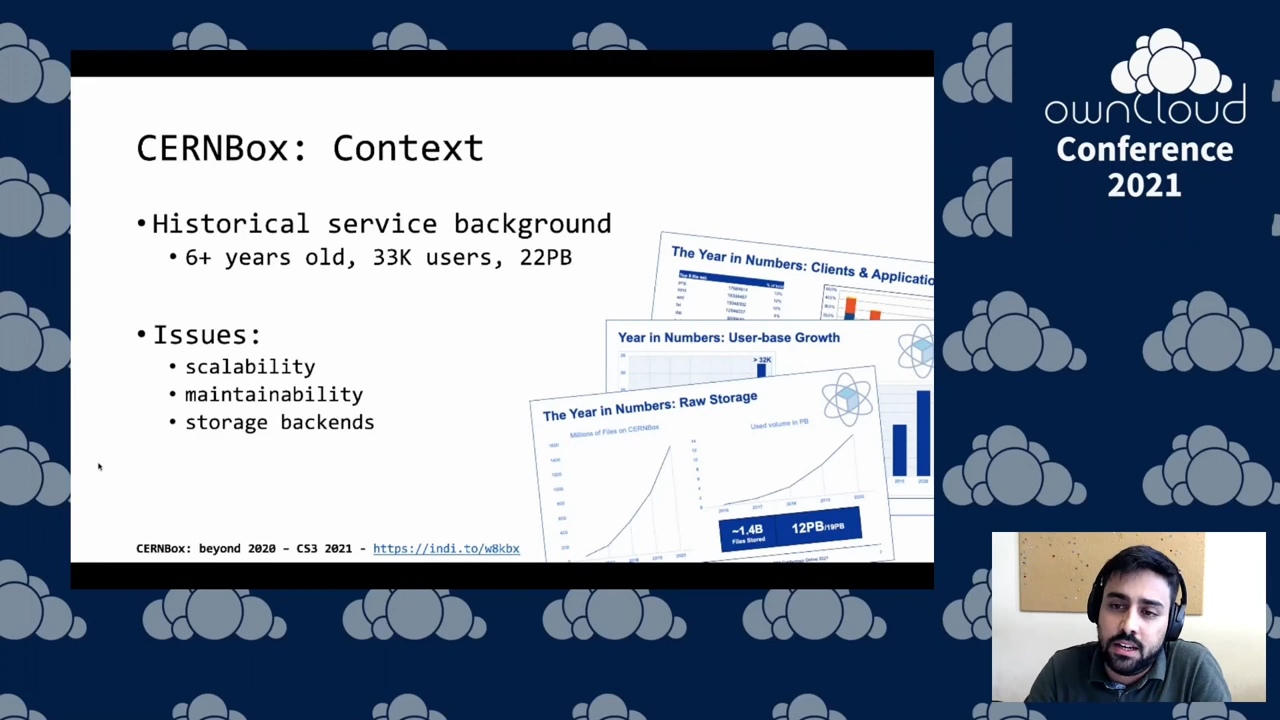 CERNBox: Context
• Historical service background
• 6+ years old, 33K users, 22PB
• Issues:
• scalability
• maintainability
• storage backends
The Year in Numbers: Clients & Applicatio
Year in Numbers: User-base Growth
> 32K
The Year in Numbers: Raw Storage
Millions of Files on CERNBox
Used volume in PB
~1.4B
Files Stored
12PB/19PB
CERNBox: beyond 2020 – CS3 2021 - https://indi.to/w8kbx
ownCloud
Conference
2021